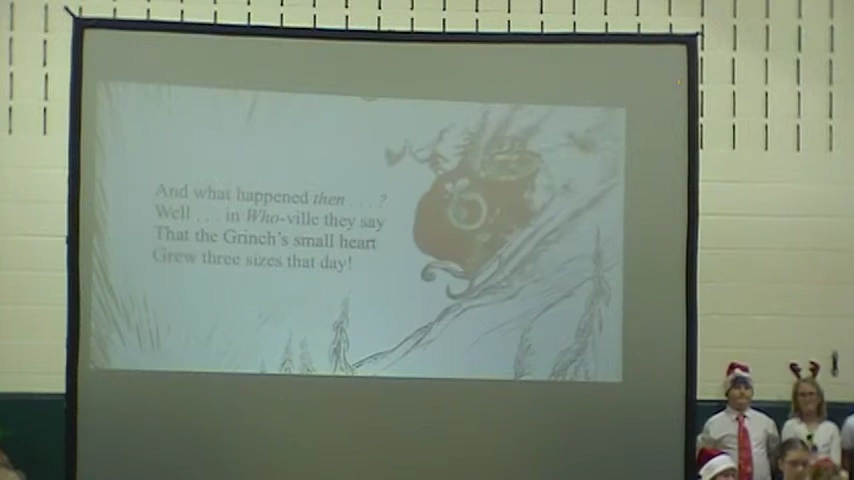 And what happened then . . . ?
Well . . . in Who-ville they say
That the Grinch's small heart
Grew three sizes that day!